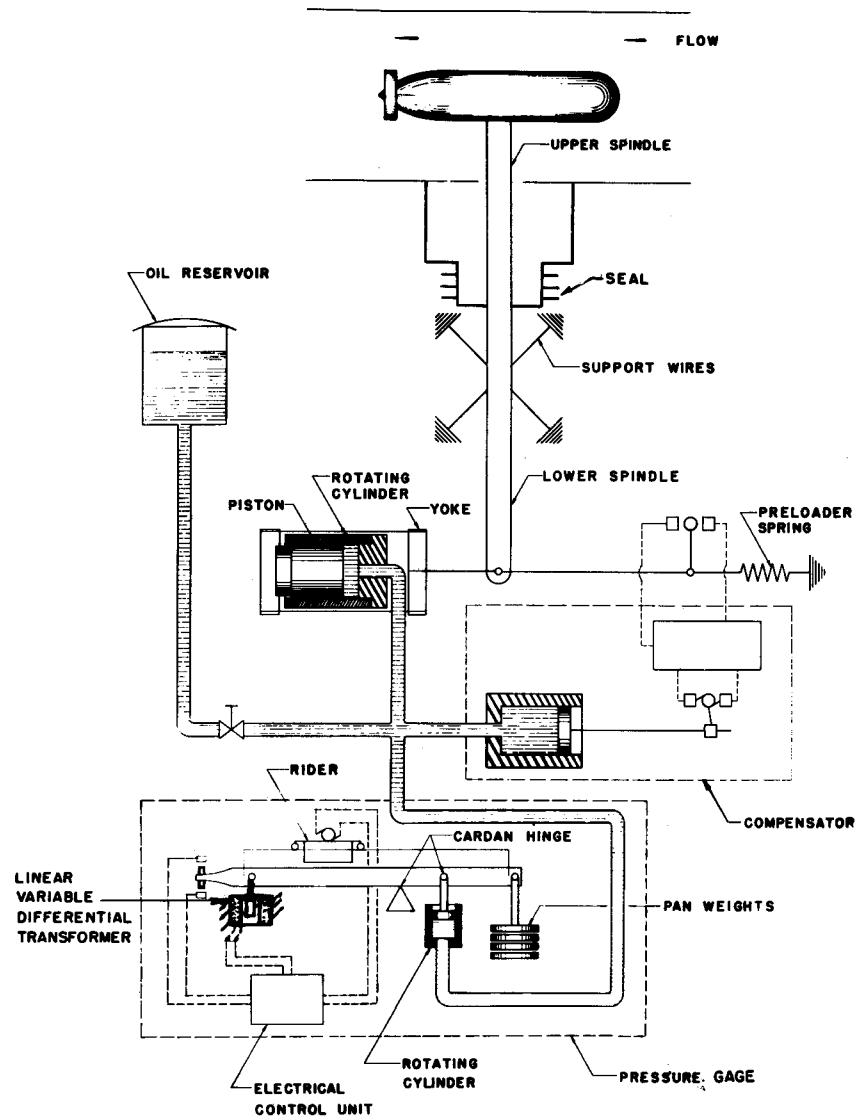 FLOW
UPPER SPINDLE
OIL RESERVOIR
SEAL
SUPPORT WIRES
ROTATING
CYLINDER
PISTON
YOKE
LOWER SPINDLE
PRELOADER
SPRING
RIDER
COMPENSATOR
CARDAN HINGE
LINEAR
VARIABLE
DIFFERENTIAL
TRANSFORMER
PAN WEIGHTS
ROTATING
CYLINDER
PRESSURE. GAGE
ELECTRICAL
CONTROL UNIT